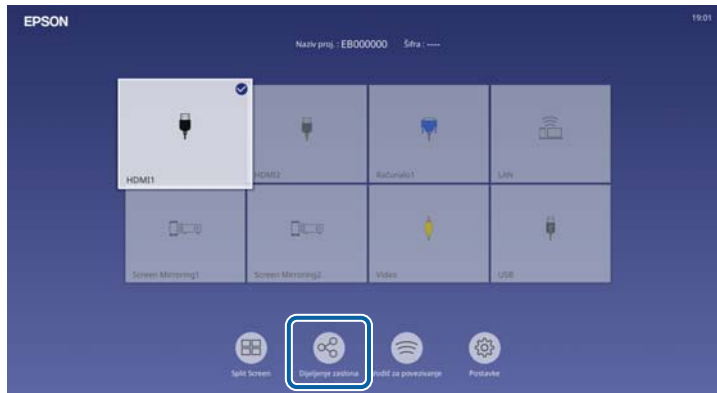 EPSON
19:01
Naziv proj. : EB000000 Šifra : ----
HDMI1
HDMI2
Računalo1
LAN
Screen Mirroring1
Screen Mirroring2
Video
USB
Split Screen
Dijeljenje zaslona
Vodič za povezivanje
Postavke